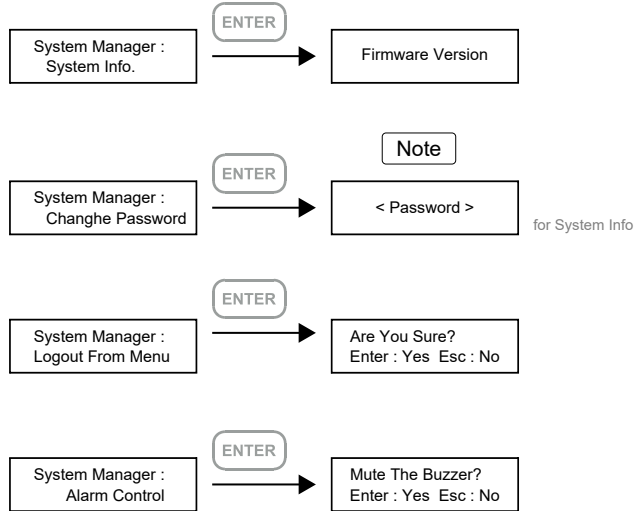 ENTER
System Manager :
System Info.
Firmware Version
Note
ENTER
System Manager :
Changhe Password
< Password >
for System Info
ENTER
System Manager :
Logout From Menu
Are You Sure?
Enter : Yes Esc : No
ENTER
System Manager :
Alarm Control
Mute The Buzzer?
Enter : Yes Esc : No